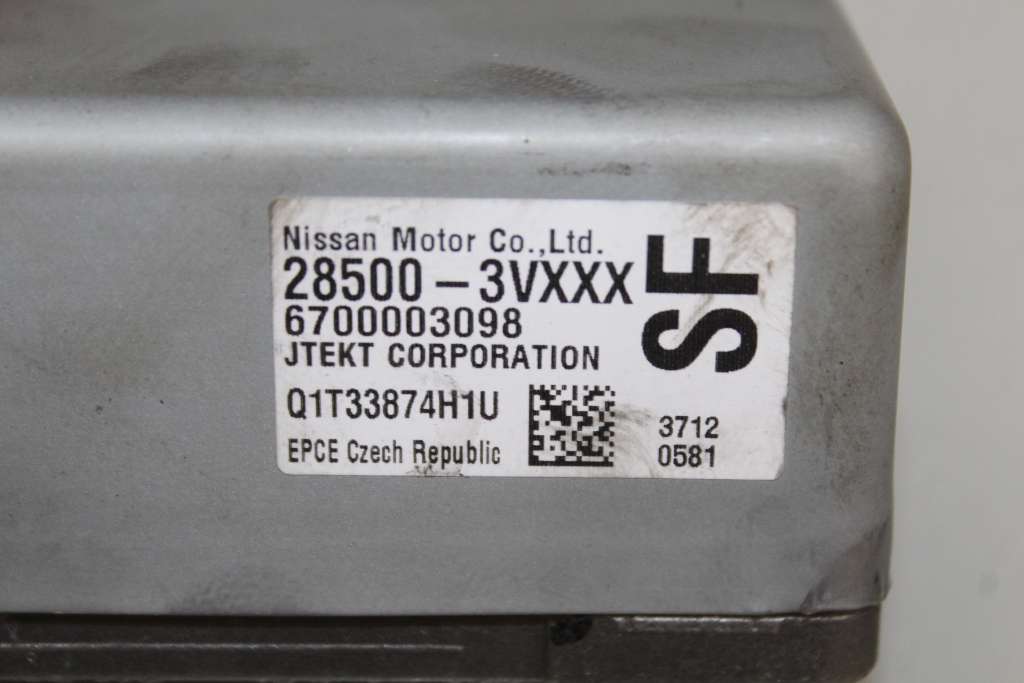 Nissan Motor Co.,Ltd.
28500-3VXXX
6700003098
JTEKT CORPORATION
SF
Q1T33874H1U
EPCE Czech Republic
3712
0581